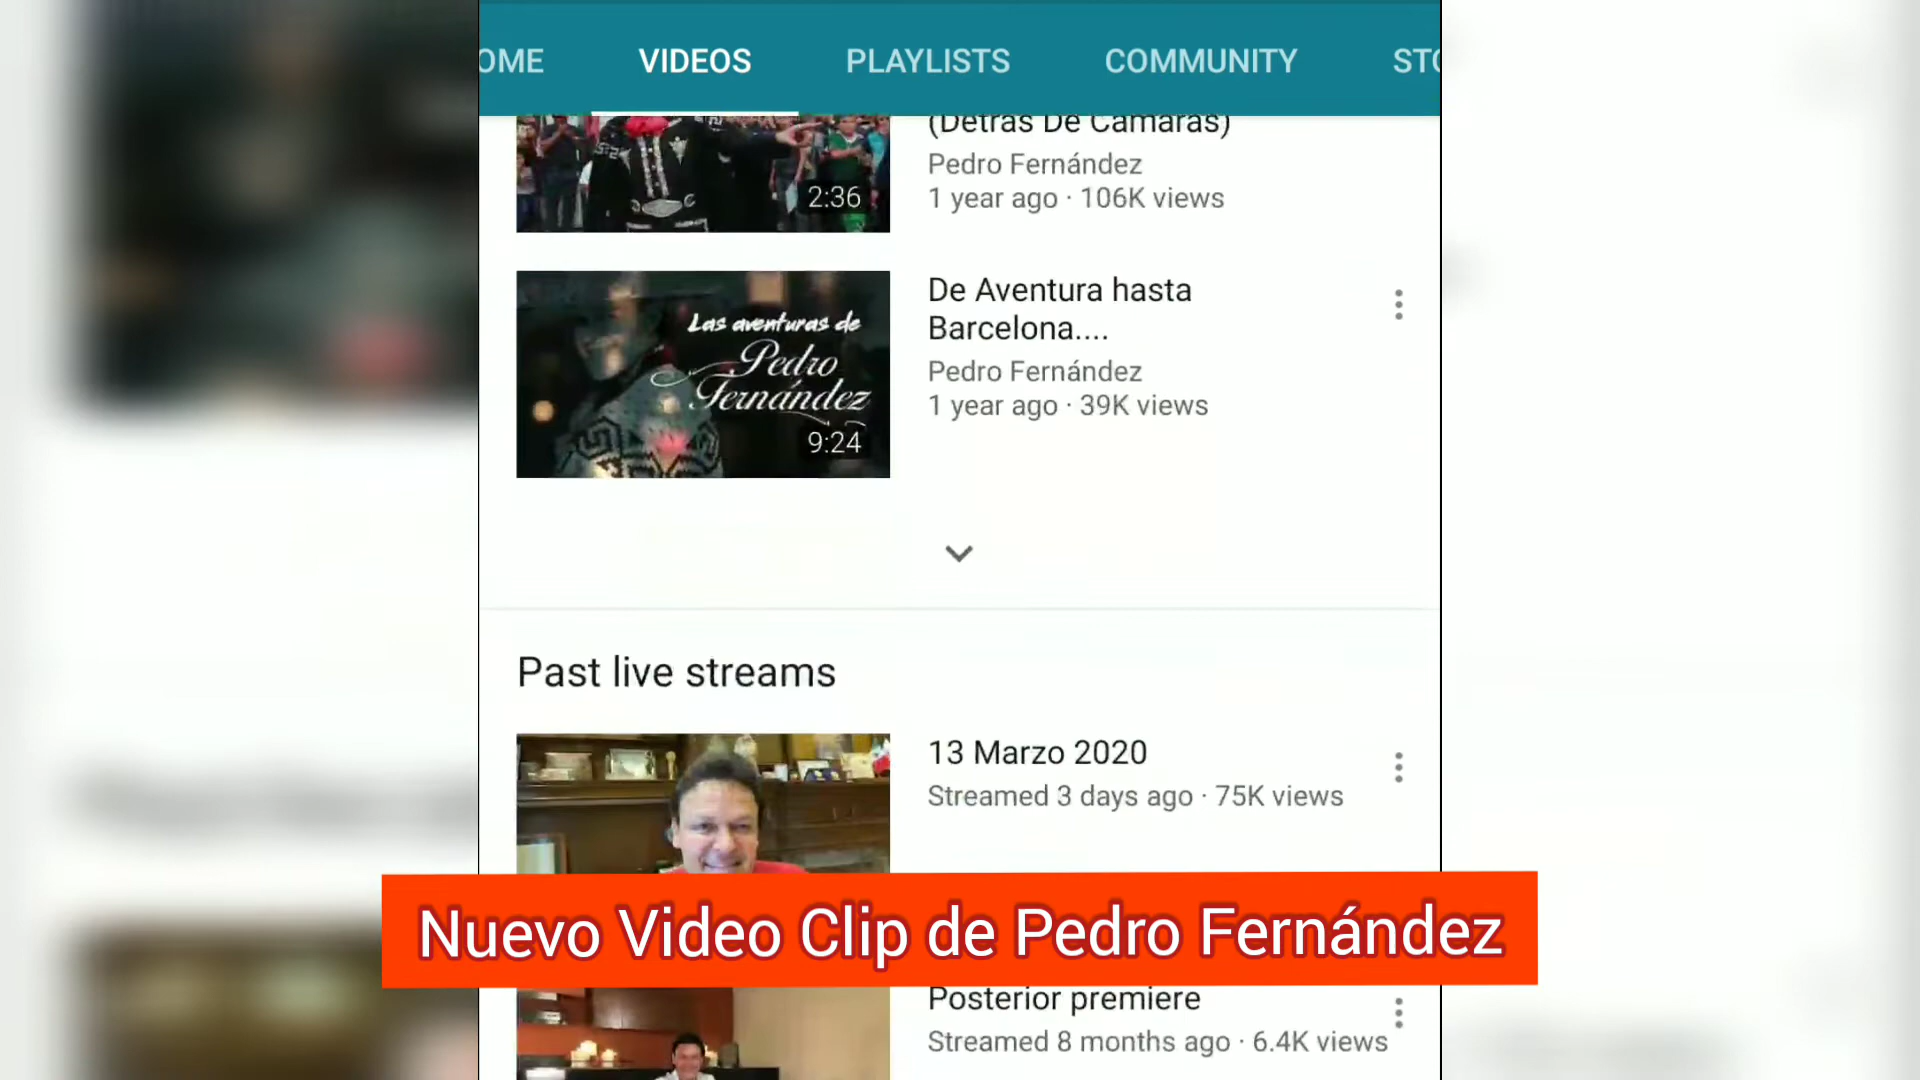 OME VIDEOS PLAYLISTS COMMUNITY STO
(Detrás De Cámaras)
Pedro Fernández
1 year ago · 106K views
2:36
De Aventura hasta
Barcelona....
Pedro Fernández
1 year ago · 39K views
Las aventuras de
Pedro
Fernández
9:24
Past live streams
13 Marzo 2020
Streamed 3 days ago · 75K views
Nuevo Video Clip de Pedro Fernández
Posterior premiere
Streamed 8 months ago · 6.4K views